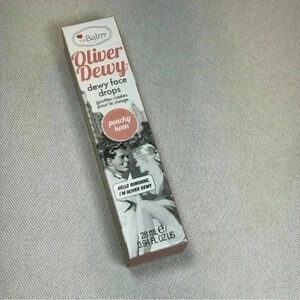 theBalm
Oliver
Dewy
dewy face
drops
gouttes rosées
pour le visage
peachy
kem
HELLO SUNSHINE,
I'M OLIVER DEWY
28 mL e
0.94 FL OZ US